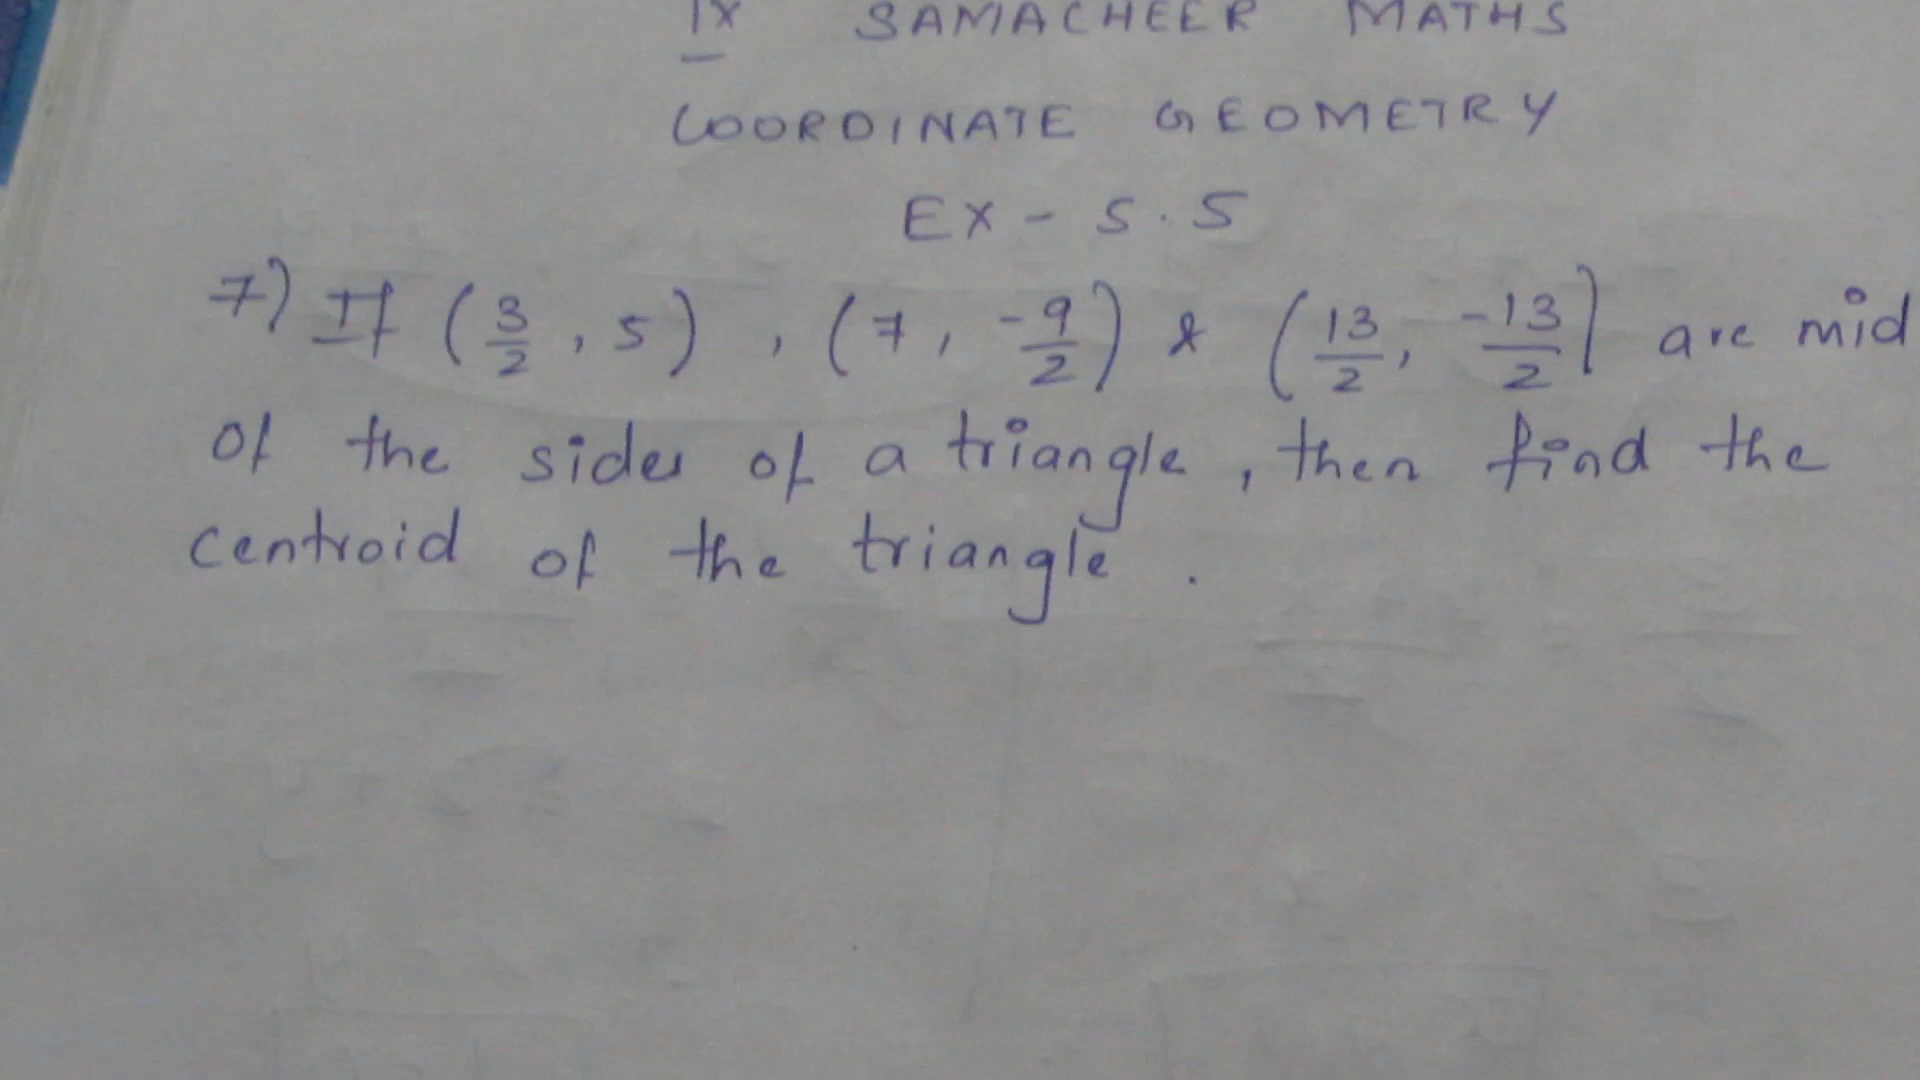 IX SAMACHEER MATHS
COORDINATE GEOMETRY
EX - 5.5
7) If (3/2, 5), (7, -9/2) & (13/2, -13/2) are mid
of the sides of a triangle, then find the
centroid of the triangle.